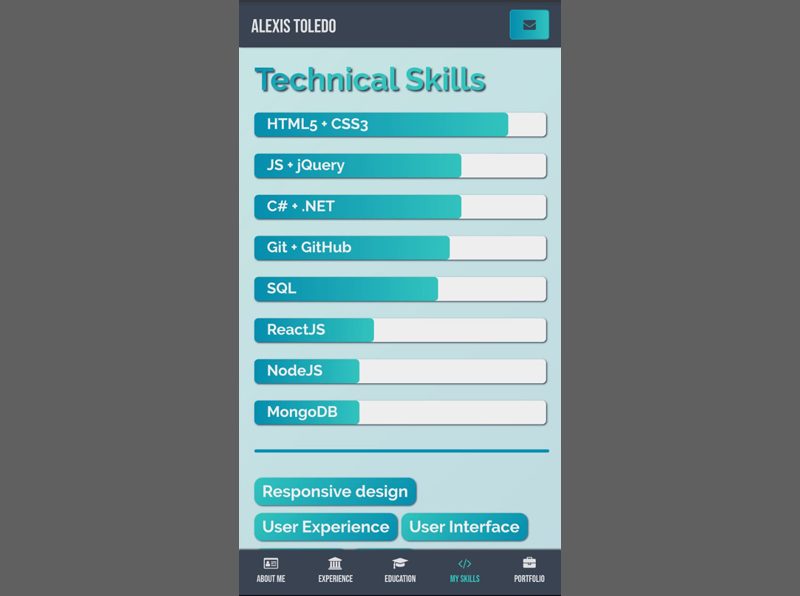 ALEXIS TOLEDO
Technical Skills
HTML5 + CSS3
JS + jQuery
C# + .NET
Git + GitHub
SQL
ReactJS
NodeJS
MongoDB
Responsive design
User Experience User Interface
ABOUT ME EXPERIENCE EDUCATION MY SKILLS PORTFOLIO